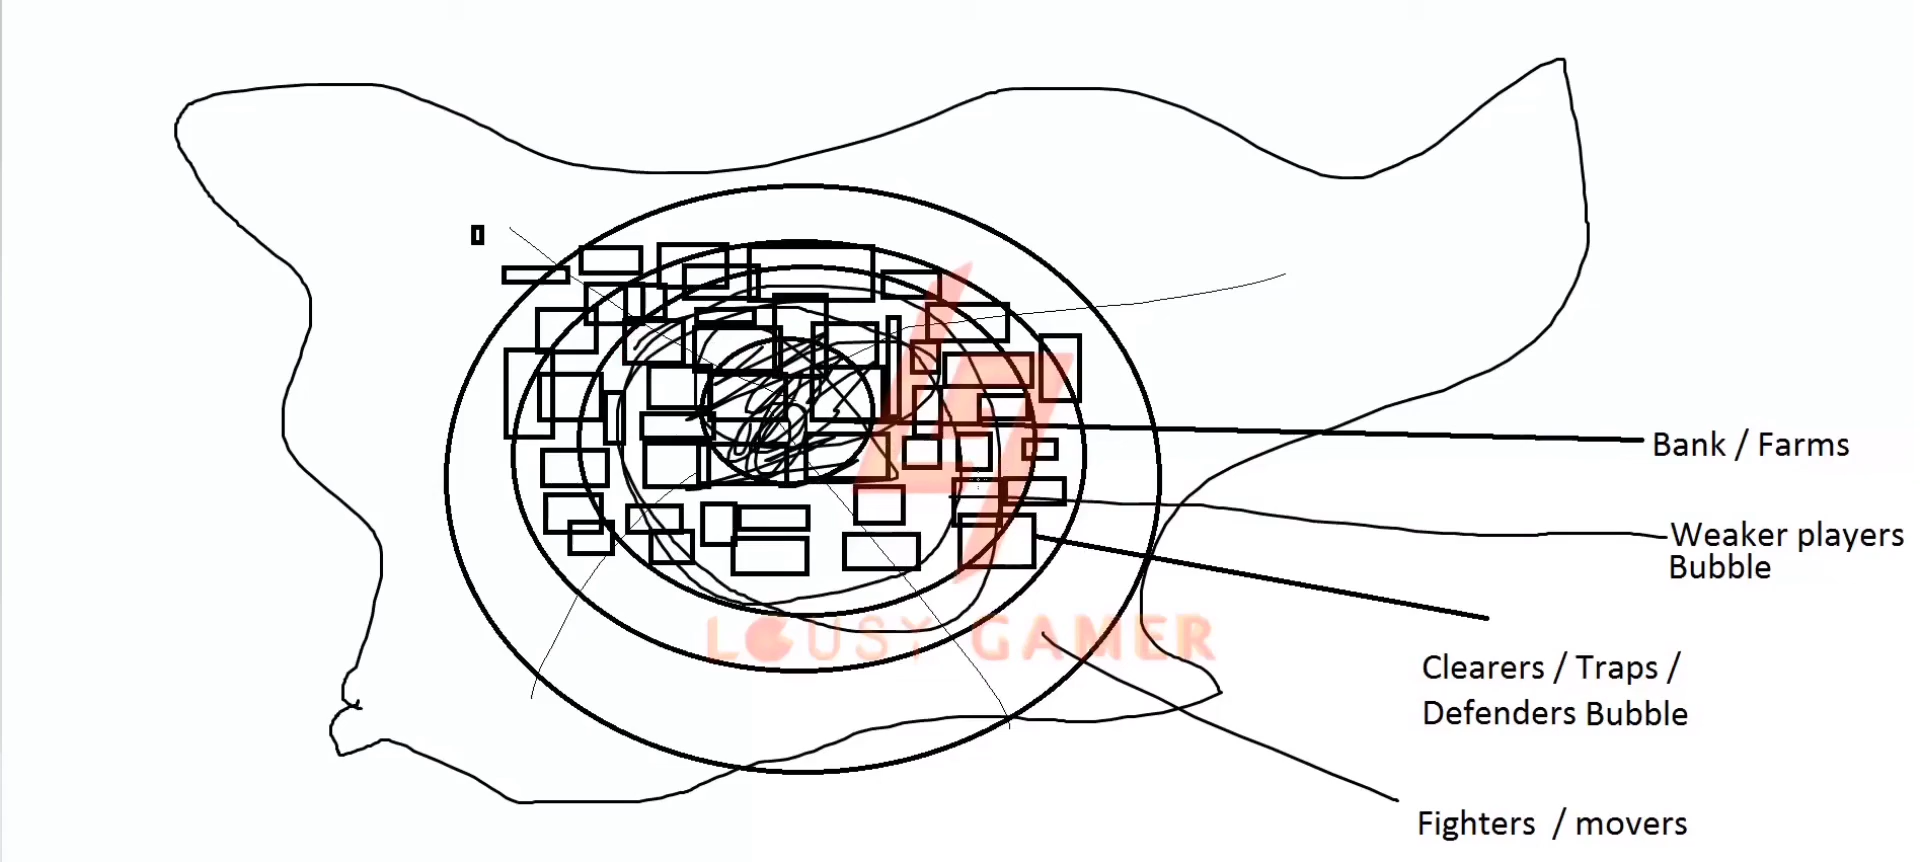 Bank / Farms
Weaker players
Bubble
LOUSY GAMER
Clearers / Traps /
Defenders Bubble
Fighters / movers